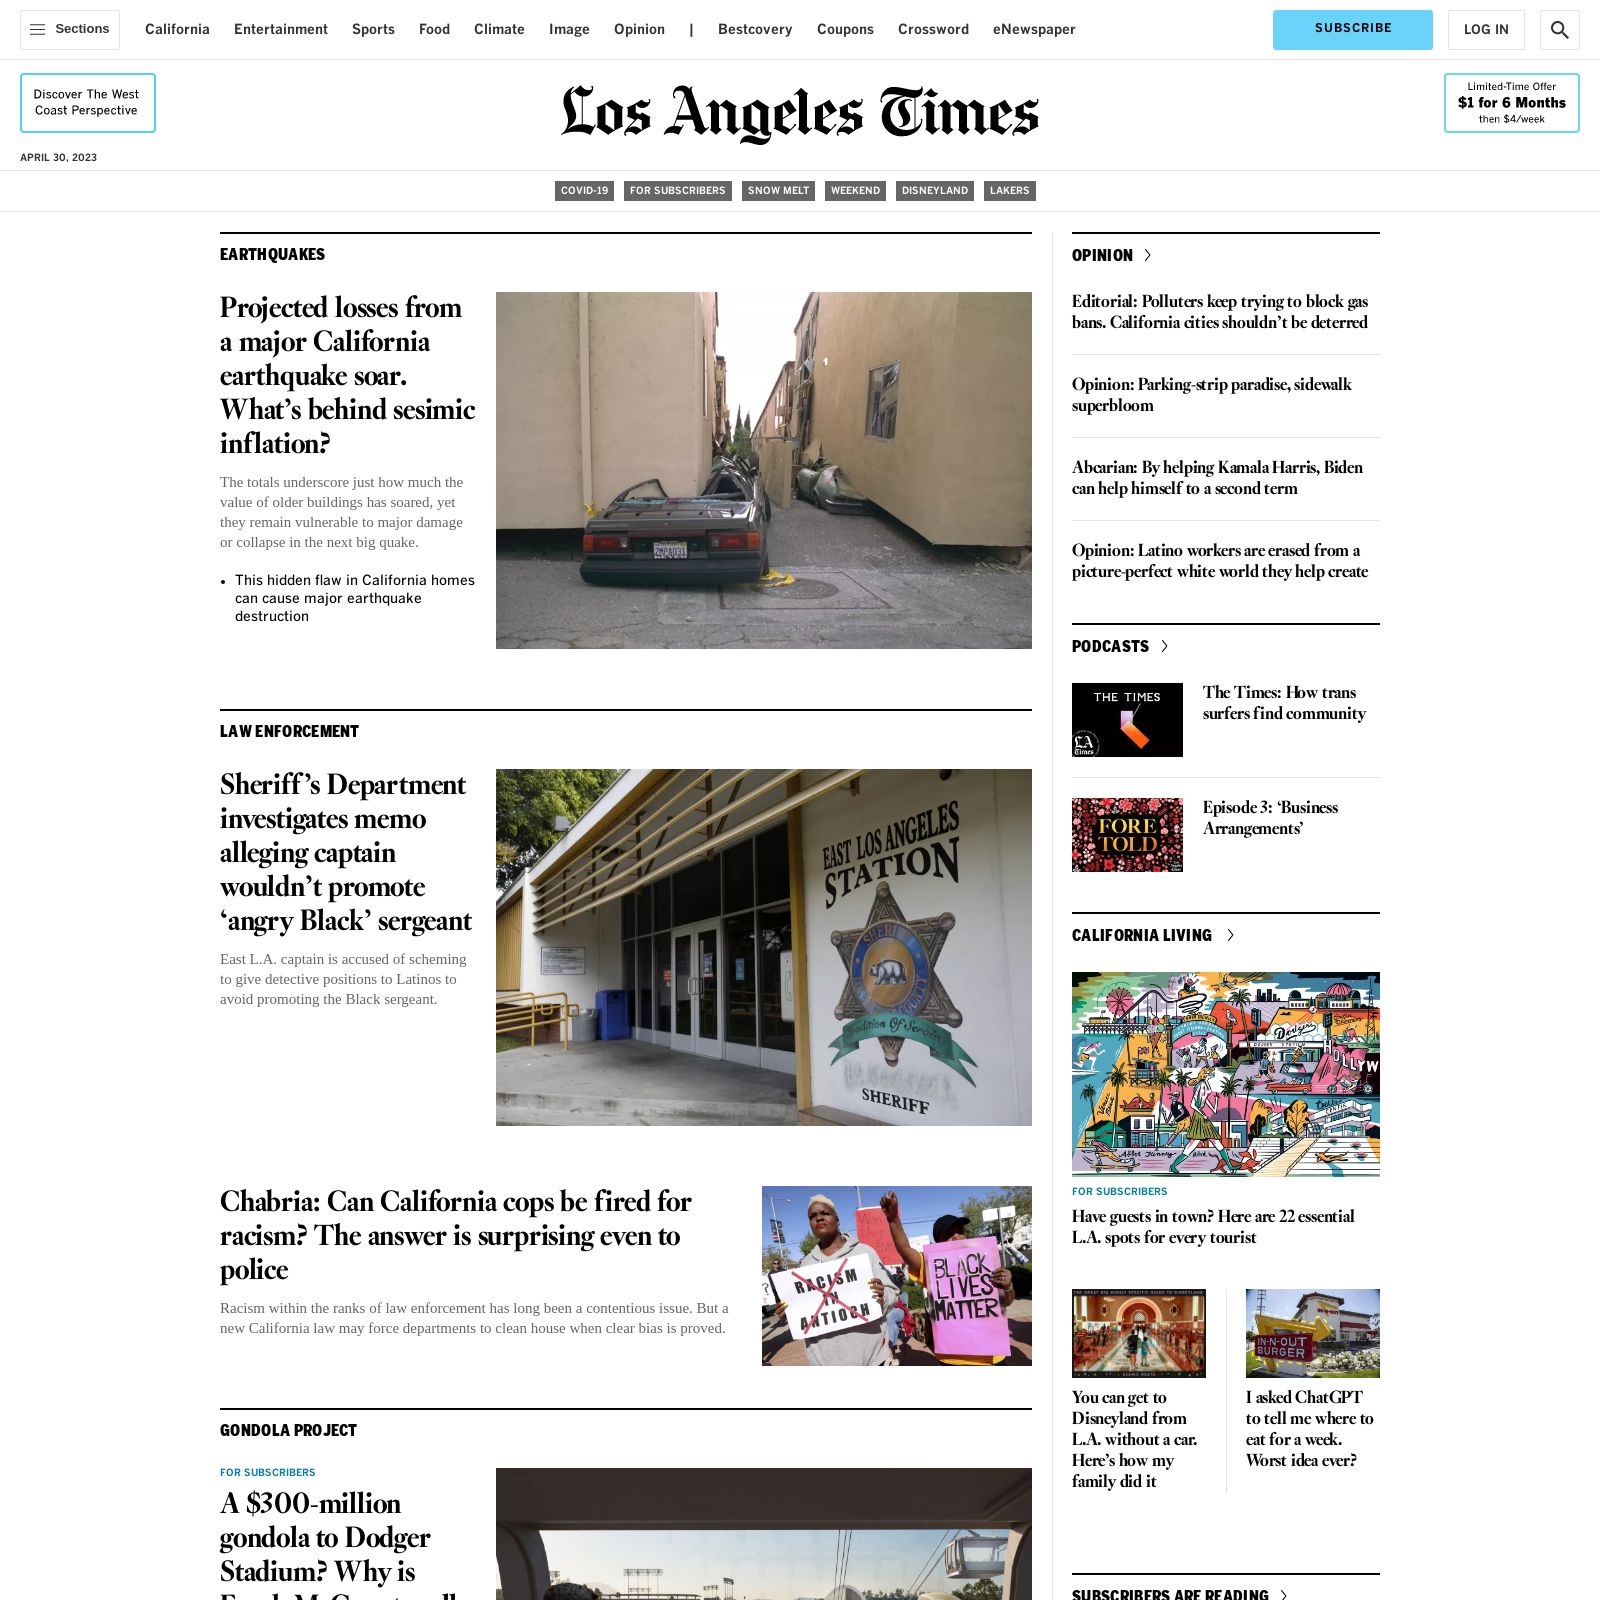 Sections
California
Entertainment
Sports
Food
Climate
Image
Opinion
|
Bestcovery
Coupons
Crossword
eNewspaper
SUBSCRIBE
LOG IN
Discover The West
Coast Perspective
Los Angeles Times
Limited-Time Offer
$1 for 6 Months
then $4/week
APRIL 30, 2023
COVID-19
FOR SUBSCRIBERS
SNOW MELT
WEEKEND
DISNEYLAND
LAKERS
EARTHQUAKES
Projected losses from
a major California
earthquake soar.
What’s behind sesimic
inflation?
The totals underscore just how much the
value of older buildings has soared, yet
they remain vulnerable to major damage
or collapse in the next big quake.
• This hidden flaw in California homes
can cause major earthquake
destruction
2MPA031
LAW ENFORCEMENT
Sheriff’s Department
investigates memo
alleging captain
wouldn’t promote
‘angry Black’ sergeant
East L.A. captain is accused of scheming
to give detective positions to Latinos to
avoid promoting the Black sergeant.
EAST LOS ANGELES
STATION
SHERIFF
Tradition Of Service
SHERIFF
Chabria: Can California cops be fired for
racism? The answer is surprising even to
police
Racism within the ranks of law enforcement has long been a contentious issue. But a
new California law may force departments to clean house when clear bias is proved.
RACISM
IN
ANTIOCH
BLACK
LIVES
MATTER
GONDOLA PROJECT
FOR SUBSCRIBERS
A $300-million
gondola to Dodger
Stadium? Why is
OPINION
Editorial: Polluters keep trying to block gas
bans. California cities shouldn’t be deterred
Opinion: Parking-strip paradise, sidewalk
superbloom
Abcarian: By helping Kamala Harris, Biden
can help himself to a second term
Opinion: Latino workers are erased from a
picture-perfect white world they help create
PODCASTS
THE TIMES
LA
Times
The Times: How trans
surfers find community
FORE
TOLD
Episode 3: ‘Business
Arrangements’
CALIFORNIA LIVING
Dodgers
HOLLYW
FOR SUBSCRIBERS
Have guests in town? Here are 22 essential
L.A. spots for every tourist
You can get to
Disneyland from
L.A. without a car.
Here’s how my
family did it
IN-N-OUT
BURGER
I asked ChatGPT
to tell me where to
eat for a week.
Worst idea ever?
SUBSCRIBERS ARE READING